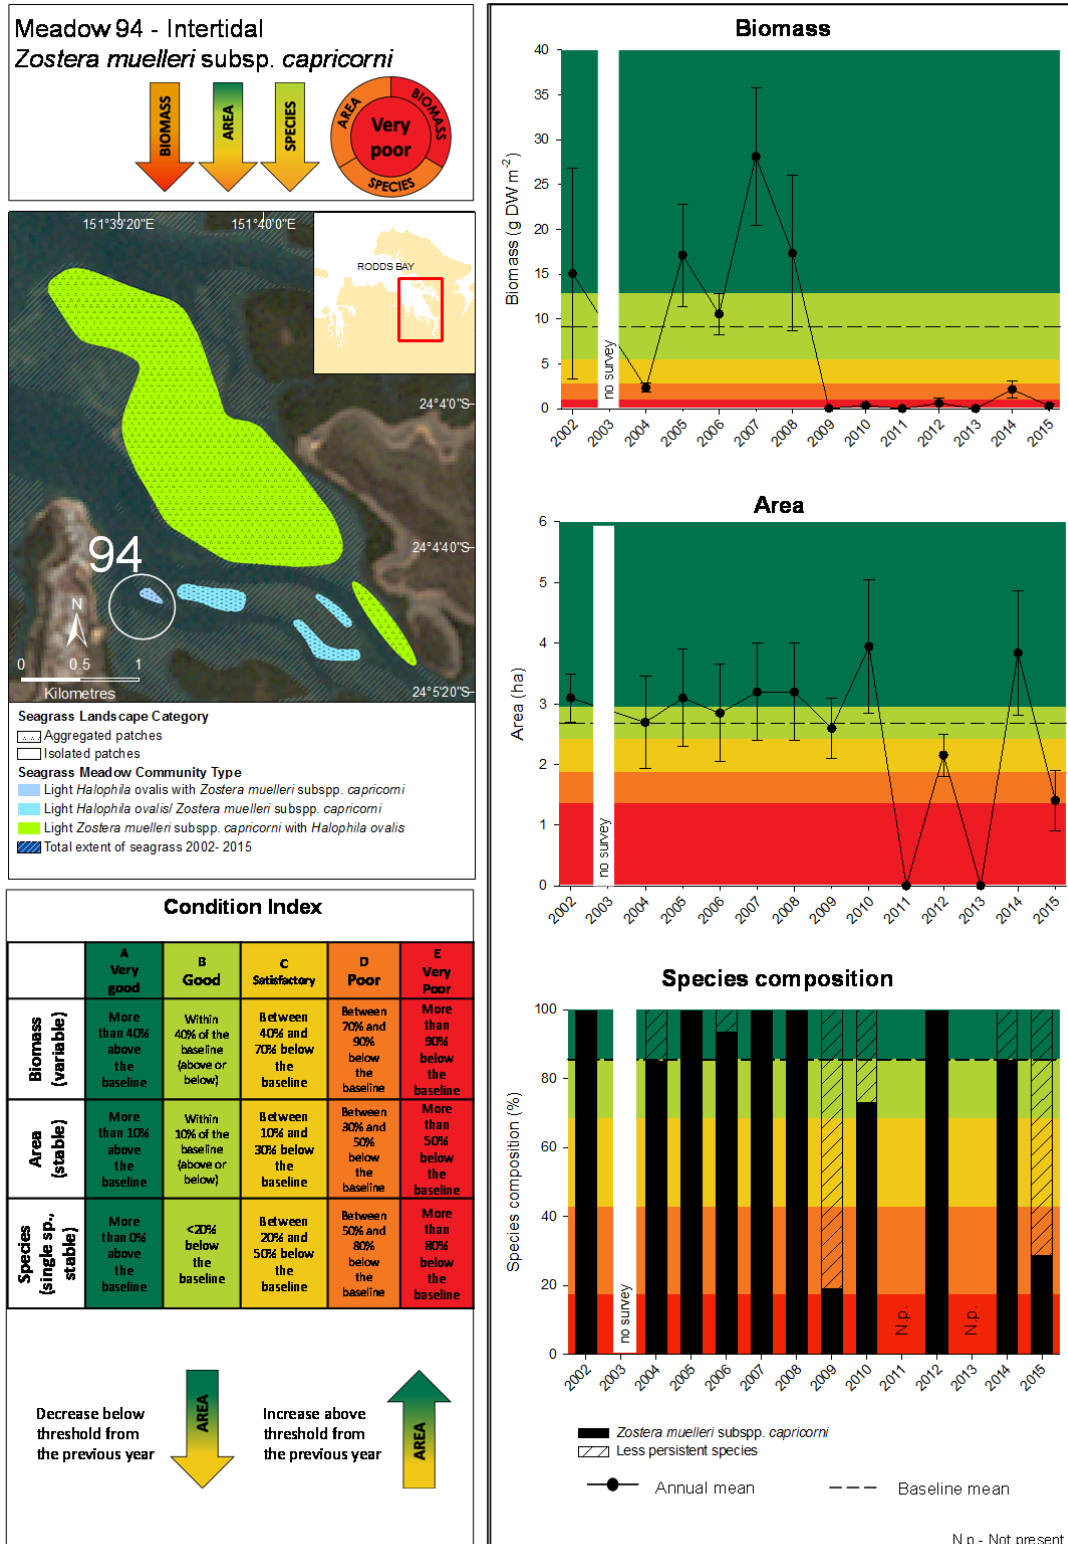 Meadow 94 - Intertidal
Zostera muelleri subsp. capricorni
BIOMASS
AREA
SPECIES
AREA
BIOMASS
SPECIES
Very
poor
151°39'20"E
151°40'0"E
RODDS BAY
24°4'0"S
24°4'40"S
24°5'20"S
94
N
0 0.5 1
Kilometres
Seagrass Landscape Category
Aggregated patches
Isolated patches
Seagrass Meadow Community Type
Light Halophila ovalis with Zostera muelleri subspp. capricorni
Light Halophila ovalis/ Zostera muelleri subspp. capricorni
Light Zostera muelleri subspp. capricorni with Halophila ovalis
Total extent of seagrass 2002- 2015
Condition Index
A
Very
good
B
Good
C
Satisfactory
D
Poor
E
Very
Poor
Biomass
(variable)
More
than 40%
above
the
baseline
Within
40% of the
baseline
(above or
below)
Between
40% and
70% below
the
baseline
Between
70% and
90%
below
the
baseline
More
than
90%
below
the
baseline
Area
(stable)
More
than 10%
above
the
baseline
Within
10% of the
baseline
(above or
below)
Between
10% and
30% below
the
baseline
Between
30% and
50%
below
the
baseline
More
than
50%
below
the
baseline
Species
(single sp.,
stable)
More
than 0%
above
the
baseline
<20%
below
the
baseline
Between
20% and
50% below
the
baseline
Between
50% and
80%
below
the
baseline
More
than
80%
below the
baseline
Decrease below
threshold from
the previous year
AREA
Increase above
threshold from
the previous year
AREA
Biomass
Biomass (g DW m-2)
40
35
30
25
20
15
10
5
0
no survey
2002 2003 2004 2005 2006 2007 2008 2009 2010 2011 2012 2013 2014 2015
Area
Area (ha)
6
5
4
3
2
1
0
no survey
2002 2003 2004 2005 2006 2007 2008 2009 2010 2011 2012 2013 2014 2015
Species composition
Species composition (%)
100
80
60
40
20
0
no survey
N.p.
N.p.
2002 2003 2004 2005 2006 2007 2008 2009 2010 2011 2012 2013 2014 2015
Zostera muelleri subspp. capricorni
Less persistent species
Annual mean
Baseline mean
N.p - Not present